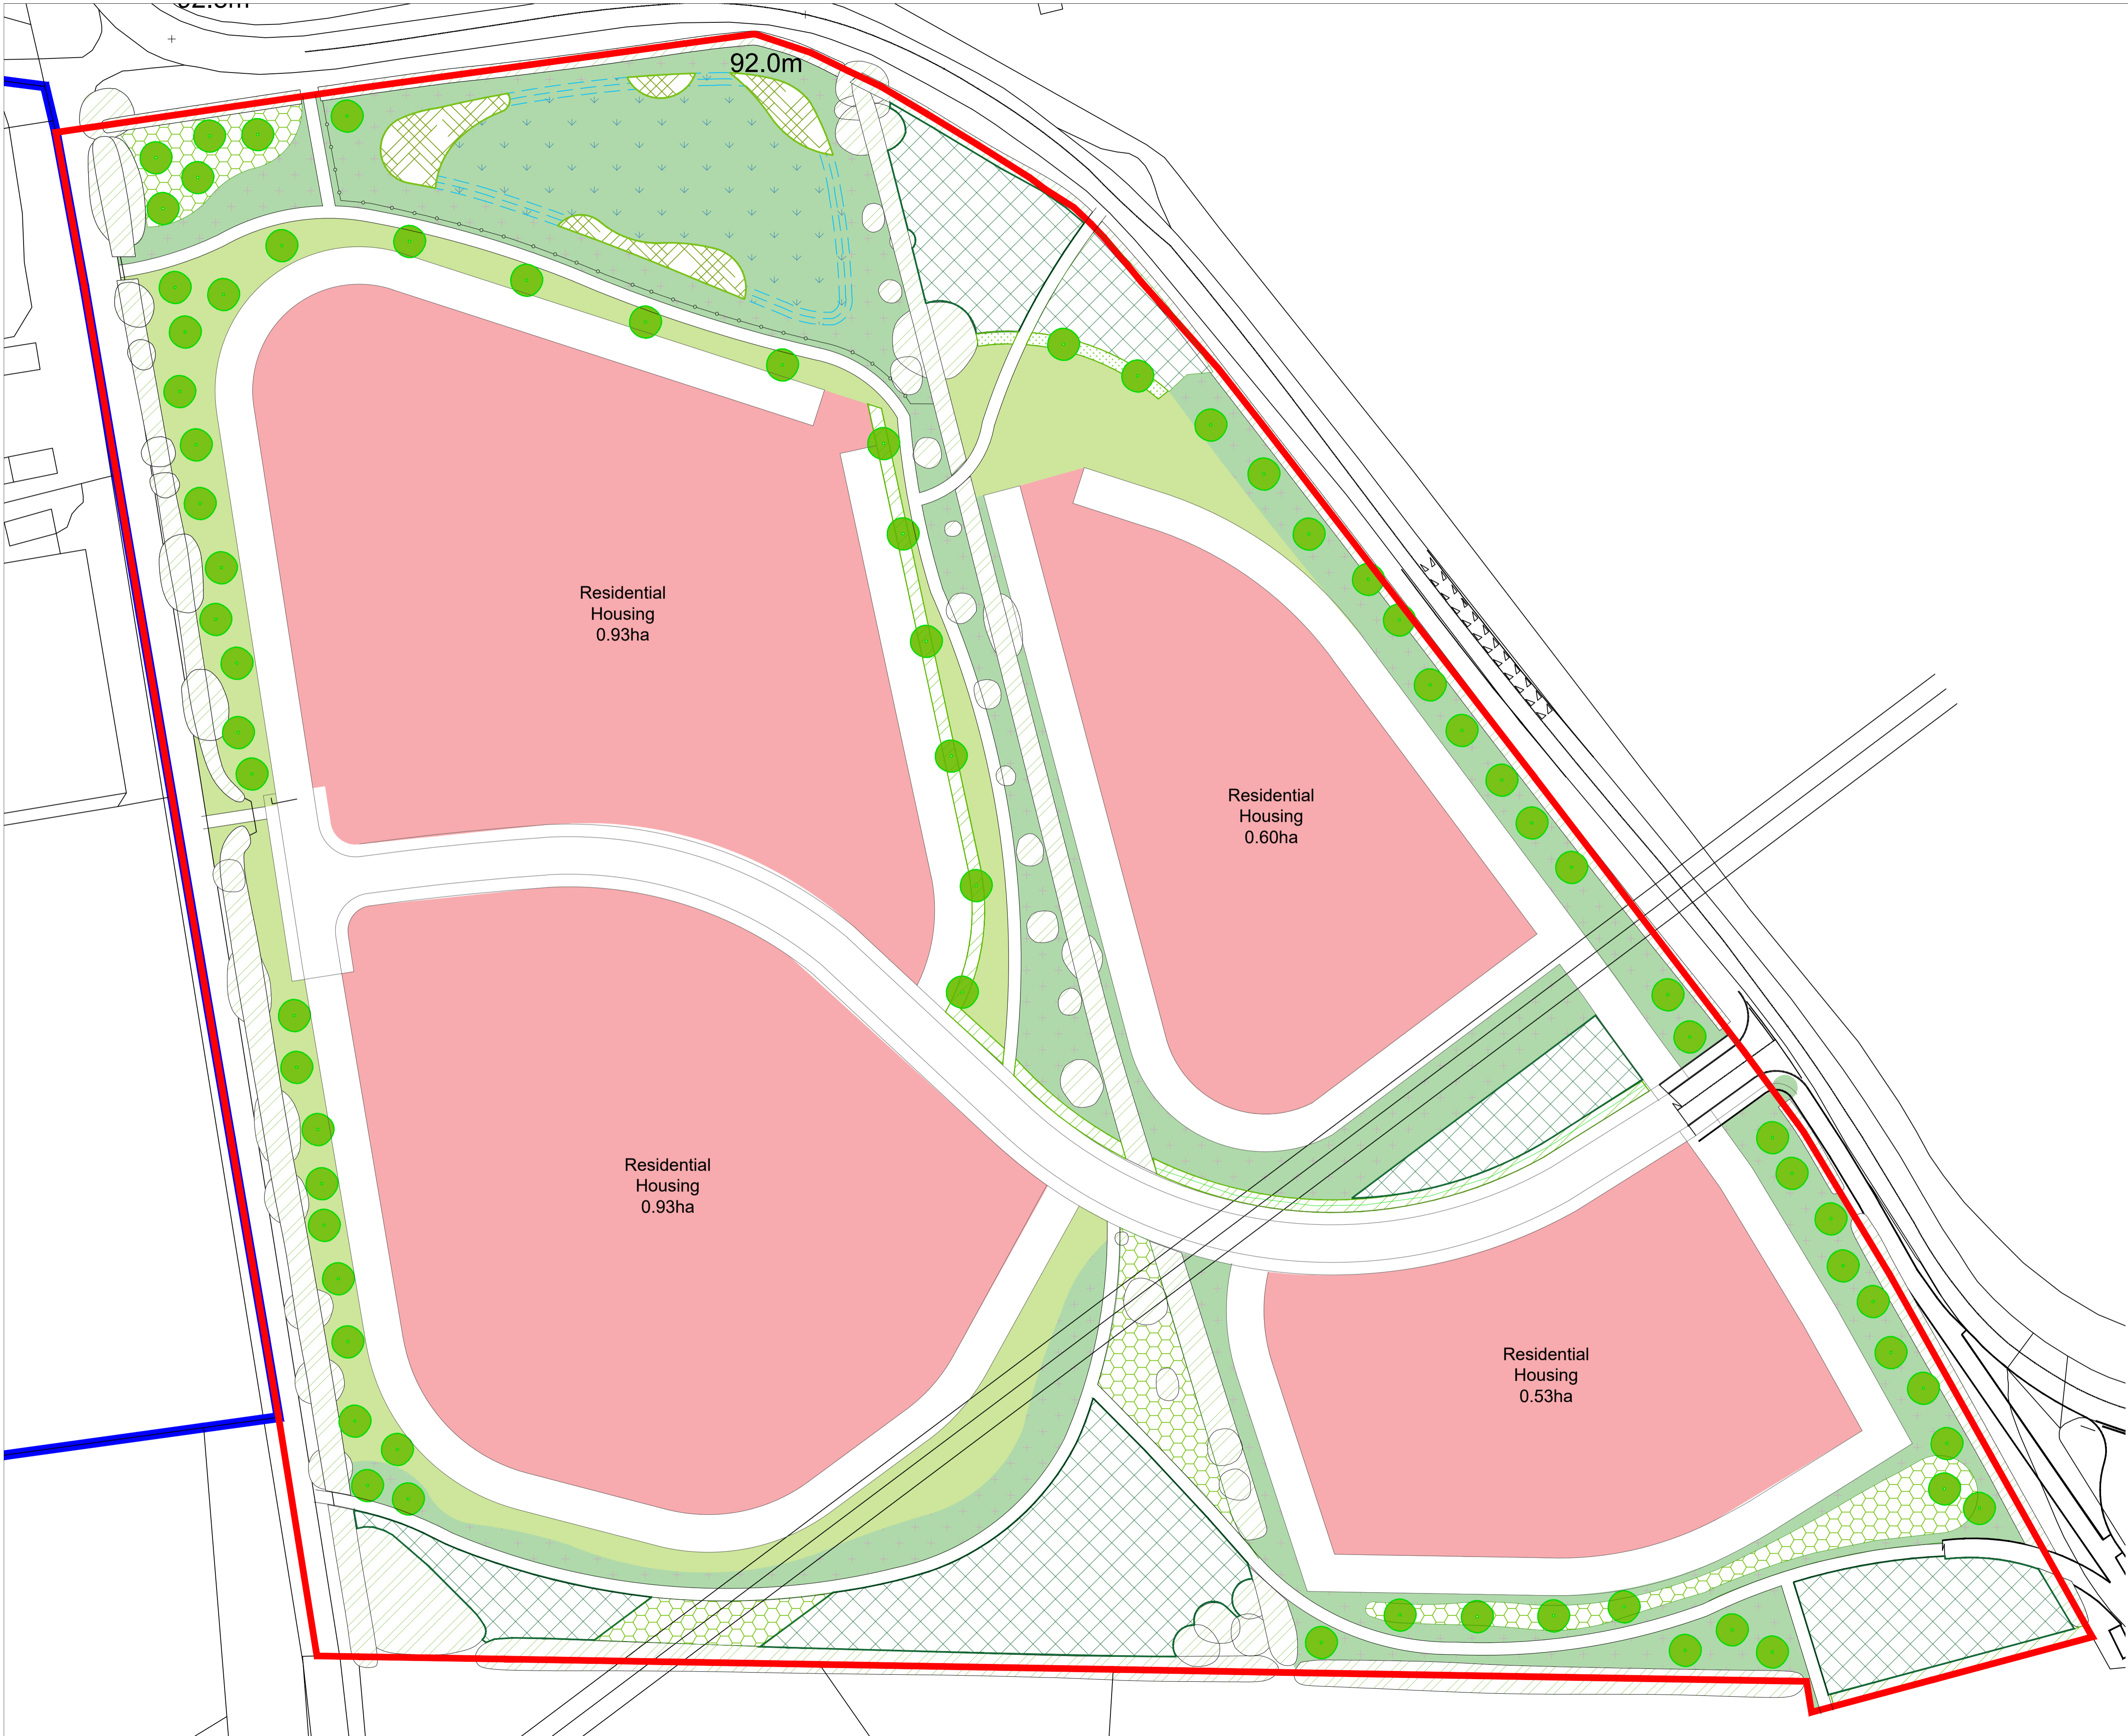 92.0m
Residential
Housing
0.93ha
Residential
Housing
0.60ha
Residential
Housing
0.93ha
Residential
Housing
0.53ha